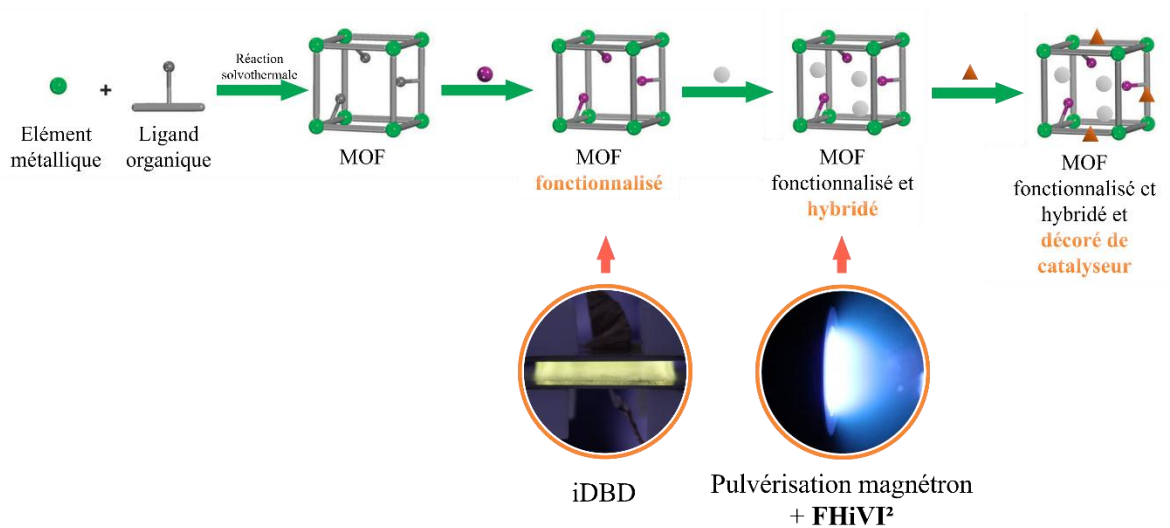 Réaction
solvothermale
+
Elément
métallique
Ligand
organique
MOF
MOF
fonctionnalisé
MOF
fonctionnalisé et
hybridé
MOF
fonctionnalisé et
hybridé et
décoré de
catalyseur
iDBD
Pulvérisation magnétron
+ FHiVI²